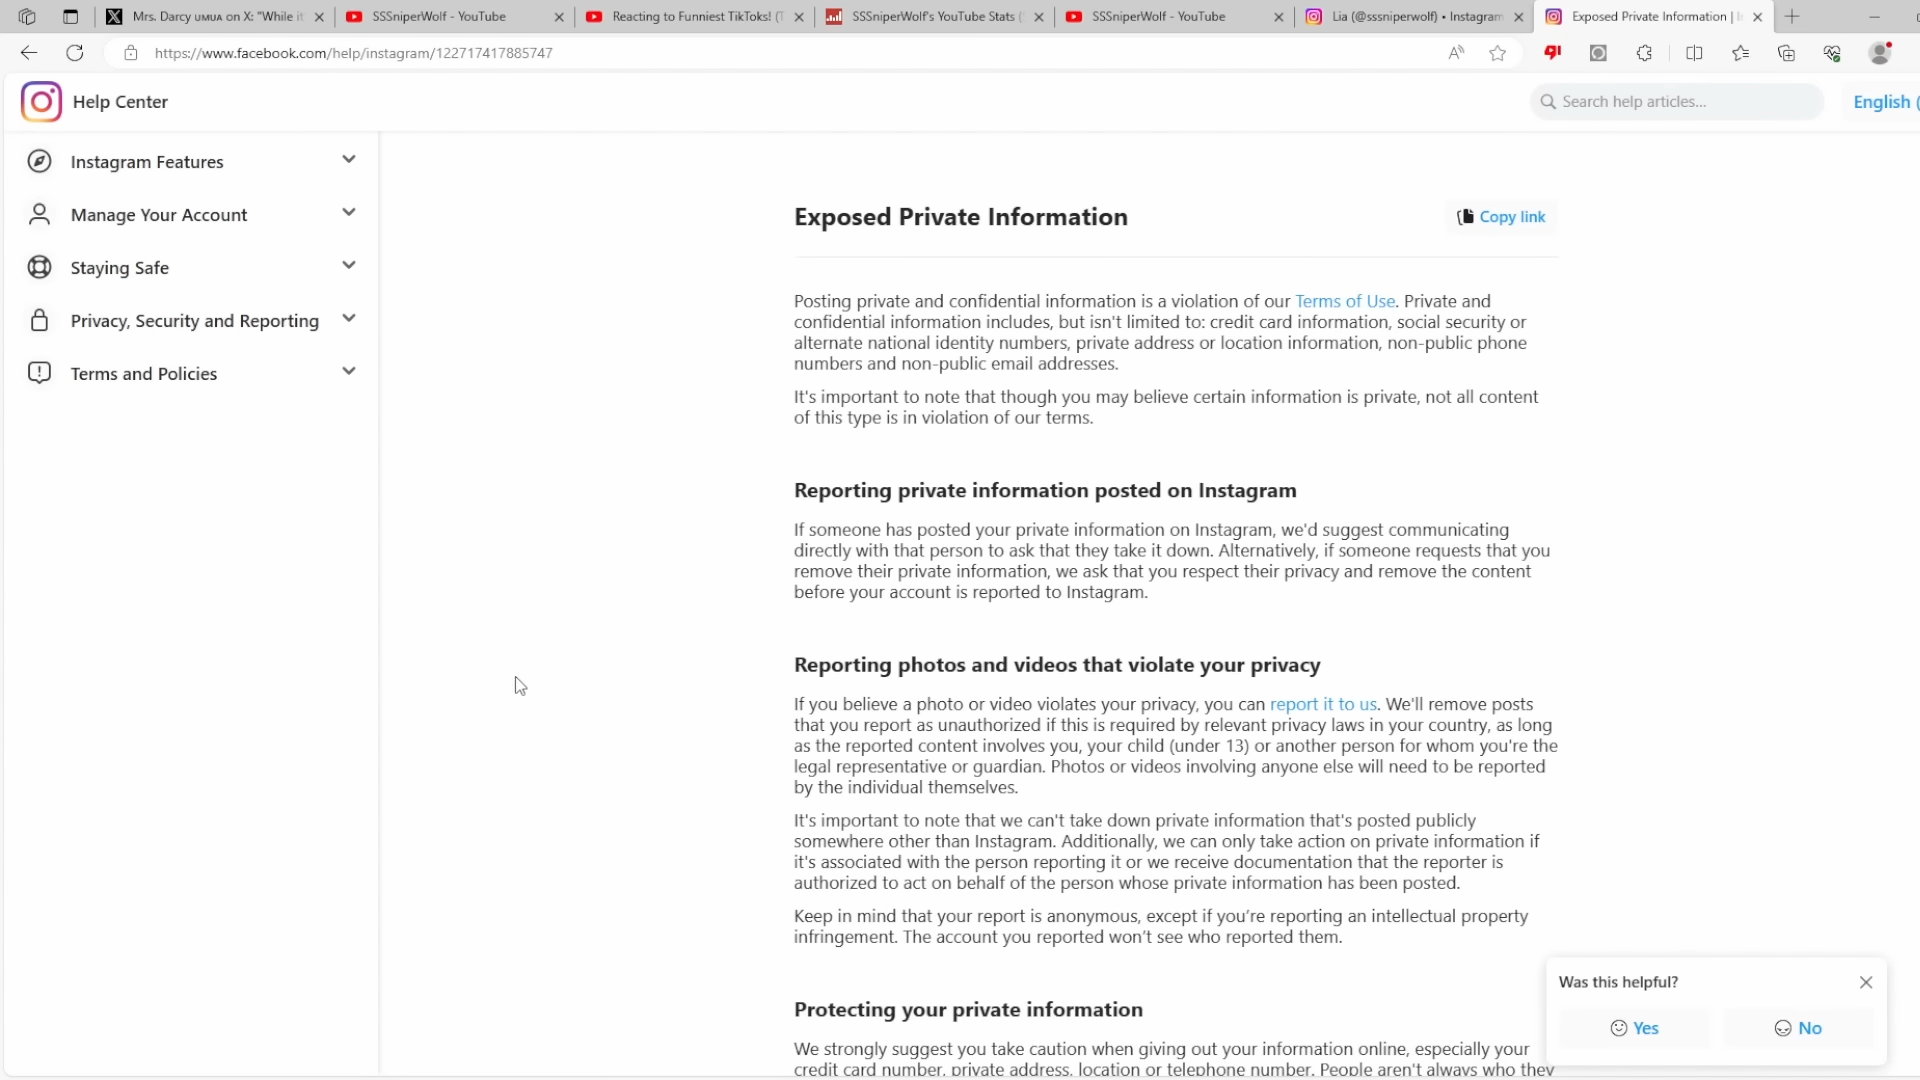 Mrs. Darcy ᴜᴍᴜᴀ on X: "While i
SSSniperWolf - YouTube
Reacting to Funniest TikToks! (
SSSniperWolf's YouTube Stats (
SSSniperWolf - YouTube
Lia (@sssniperwolf) • Instagram
Exposed Private Information |
https://www.facebook.com/help/instagram/122717417885747
Help Center
Search help articles...
English (
Instagram Features
Manage Your Account
Staying Safe
Privacy, Security and Reporting
Terms and Policies
Exposed Private Information
Copy link
Posting private and confidential information is a violation of our Terms of Use. Private and
confidential information includes, but isn't limited to: credit card information, social security or
alternate national identity numbers, private address or location information, non-public phone
numbers and non-public email addresses.
It's important to note that though you may believe certain information is private, not all content
of this type is in violation of our terms.
Reporting private information posted on Instagram
If someone has posted your private information on Instagram, we'd suggest communicating
directly with that person to ask that they take it down. Alternatively, if someone requests that you
remove their private information, we ask that you respect their privacy and remove the content
before your account is reported to Instagram.
Reporting photos and videos that violate your privacy
If you believe a photo or video violates your privacy, you can report it to us. We'll remove posts
that you report as unauthorized if this is required by relevant privacy laws in your country, as long
as the reported content involves you, your child (under 13) or another person for whom you're the
legal representative or guardian. Photos or videos involving anyone else will need to be reported
by the individual themselves.
It's important to note that we can't take down private information that's posted publicly
somewhere other than Instagram. Additionally, we can only take action on private information if
it's associated with the person reporting it or we receive documentation that the reporter is
authorized to act on behalf of the person whose private information has been posted.
Keep in mind that your report is anonymous, except if you're reporting an intellectual property
infringement. The account you reported won't see who reported them.
Protecting your private information
We strongly suggest you take caution when giving out your information online, especially your
credit card number, private address, location or telephone number. People aren't always who they
Was this helpful?
Yes
No